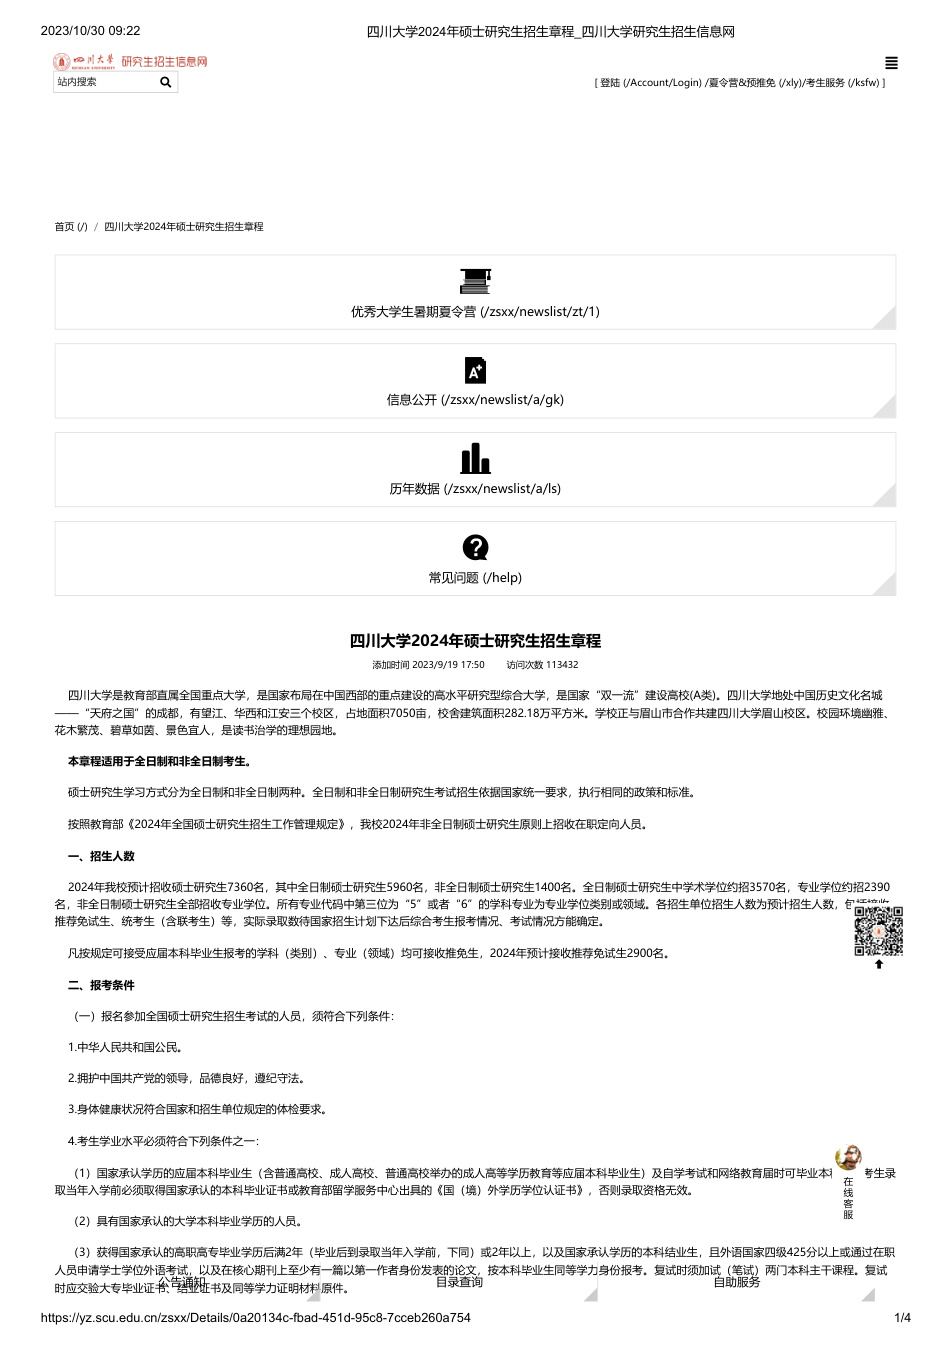 2023/10/30 09:22
四川大学2024年硕士研究生招生章程_四川大学研究生招生信息网
四川大学 研究生招生信息网
SICHUAN UNIVERSITY
站内搜索
[ 登陆 (/Account/Login) /夏令营&预推免 (/xly)/考生服务 (/ksfw) ]
首页 (/) / 四川大学2024年硕士研究生招生章程
优秀大学生暑期夏令营 (/zsxx/newslist/zt/1)
A+
信息公开 (/zsxx/newslist/a/gk)
历年数据 (/zsxx/newslist/a/ls)
常见问题 (/help)
四川大学2024年硕士研究生招生章程
添加时间 2023/9/19 17:50 访问次数 113432
四川大学是教育部直属全国重点大学，是国家布局在中国西部的重点建设的高水平研究型综合大学，是国家“双一流”建设高校(A类)。四川大学地处中国历史文化名城
——“天府之国”的成都，有望江、华西和江安三个校区，占地面积7050亩，校舍建筑面积282.18万平方米。学校正与眉山市合作共建四川大学眉山校区。校园环境幽雅、
花木繁茂、碧草如茵、景色宜人，是读书治学的理想园地。
本章程适用于全日制和非全日制考生。
硕士研究生学习方式分为全日制和非全日制两种。全日制和非全日制研究生考试招生依据国家统一要求，执行相同的政策和标准。
按照教育部《2024年全国硕士研究生招生工作管理规定》，我校2024年非全日制硕士研究生原则上招收在职定向人员。
一、招生人数
2024年我校预计招收硕士研究生7360名，其中全日制硕士研究生5960名，非全日制硕士研究生1400名。全日制硕士研究生中学术学位约招3570名，专业学位约招2390
名，非全日制硕士研究生全部招收专业学位。所有专业代码中第三位为“5”或者“6”的学科专业为专业学位类别或领域。各招生单位招生人数为预计招生人数，包括接收
推荐免试生、统考生（含联考生）等，实际录取数待国家招生计划下达后综合考生报考情况、考试情况方能确定。
凡按规定可接受应届本科毕业生报考的学科（类别）、专业（领域）均可接收推免生，2024年预计接收推荐免试生2900名。
二、报考条件
（一）报名参加全国硕士研究生招生考试的人员，须符合下列条件：
1.中华人民共和国公民。
2.拥护中国共产党的领导，品德良好，遵纪守法。
3.身体健康状况符合国家和招生单位规定的体检要求。
4.考生学业水平必须符合下列条件之一：
（1）国家承认学历的应届本科毕业生（含普通高校、成人高校、普通高校举办的成人高等学历教育等应届本科毕业生）及自学考试和网络教育届时可毕业本 考生录
取当年入学前必须取得国家承认的本科毕业证书或教育部留学服务中心出具的《国（境）外学历学位认证书》，否则录取资格无效。
在线客服
（2）具有国家承认的大学本科毕业学历的人员。
（3）获得国家承认的高职高专毕业学历后满2年（毕业后到录取当年入学前，下同）或2年以上，以及国家承认学历的本科结业生，且外语国家四级425分以上或通过在职
人员申请学士学位外语考试，以及在核心期刊上至少有一篇以第一作者身份发表的论文，按本科毕业生同等学力身份报考。复试时须加试（笔试）两门本科主干课程。复试
公告通知 目录查询 自助服务
时应交验大专毕业证书、结业证书及同等学力证明材料原件。
https://yz.scu.edu.cn/zsxx/Details/0a20134c-fbad-451d-95c8-7cceb260a754
1/4